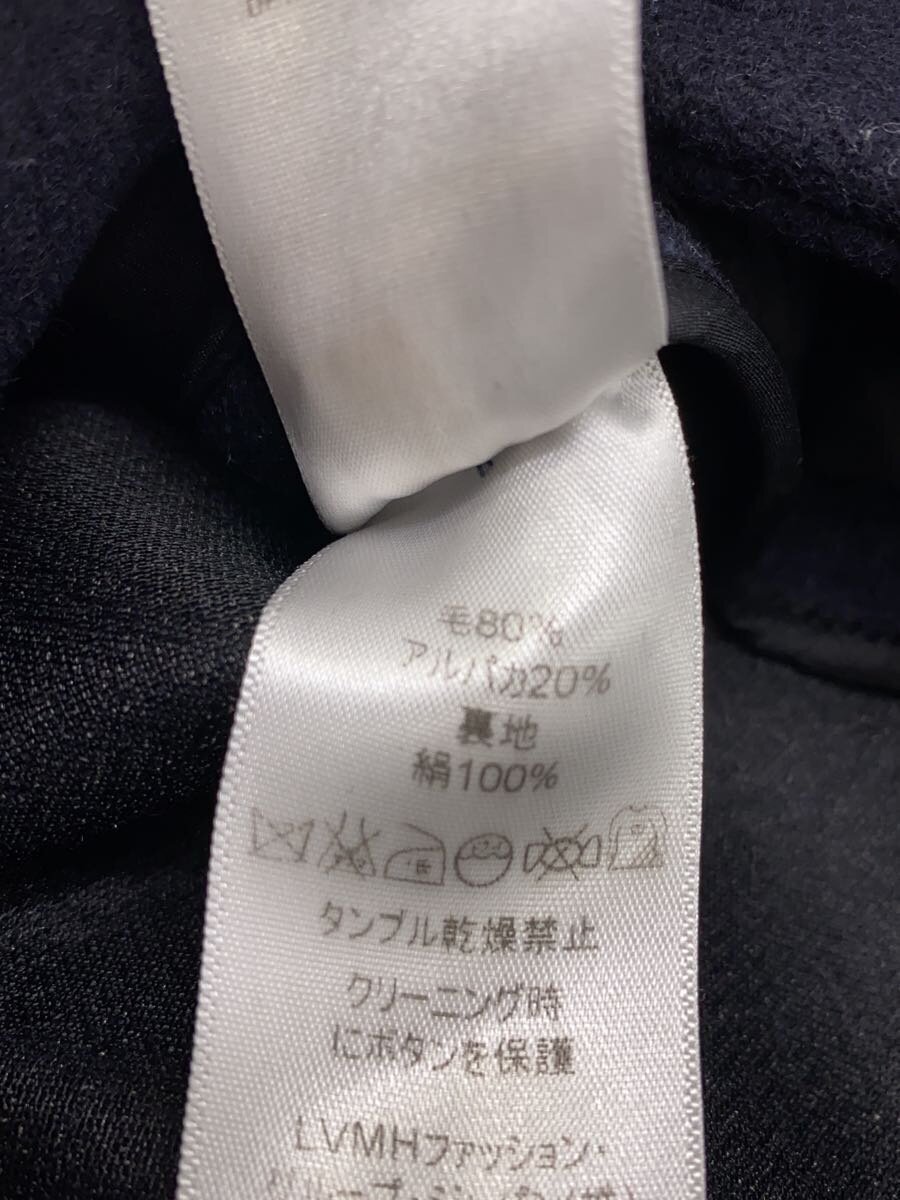 毛80%
アルパカ20%
裏地
絹100%
タンブル乾燥禁止
クリーニング時
にボタンを保護
LVMHファッション・